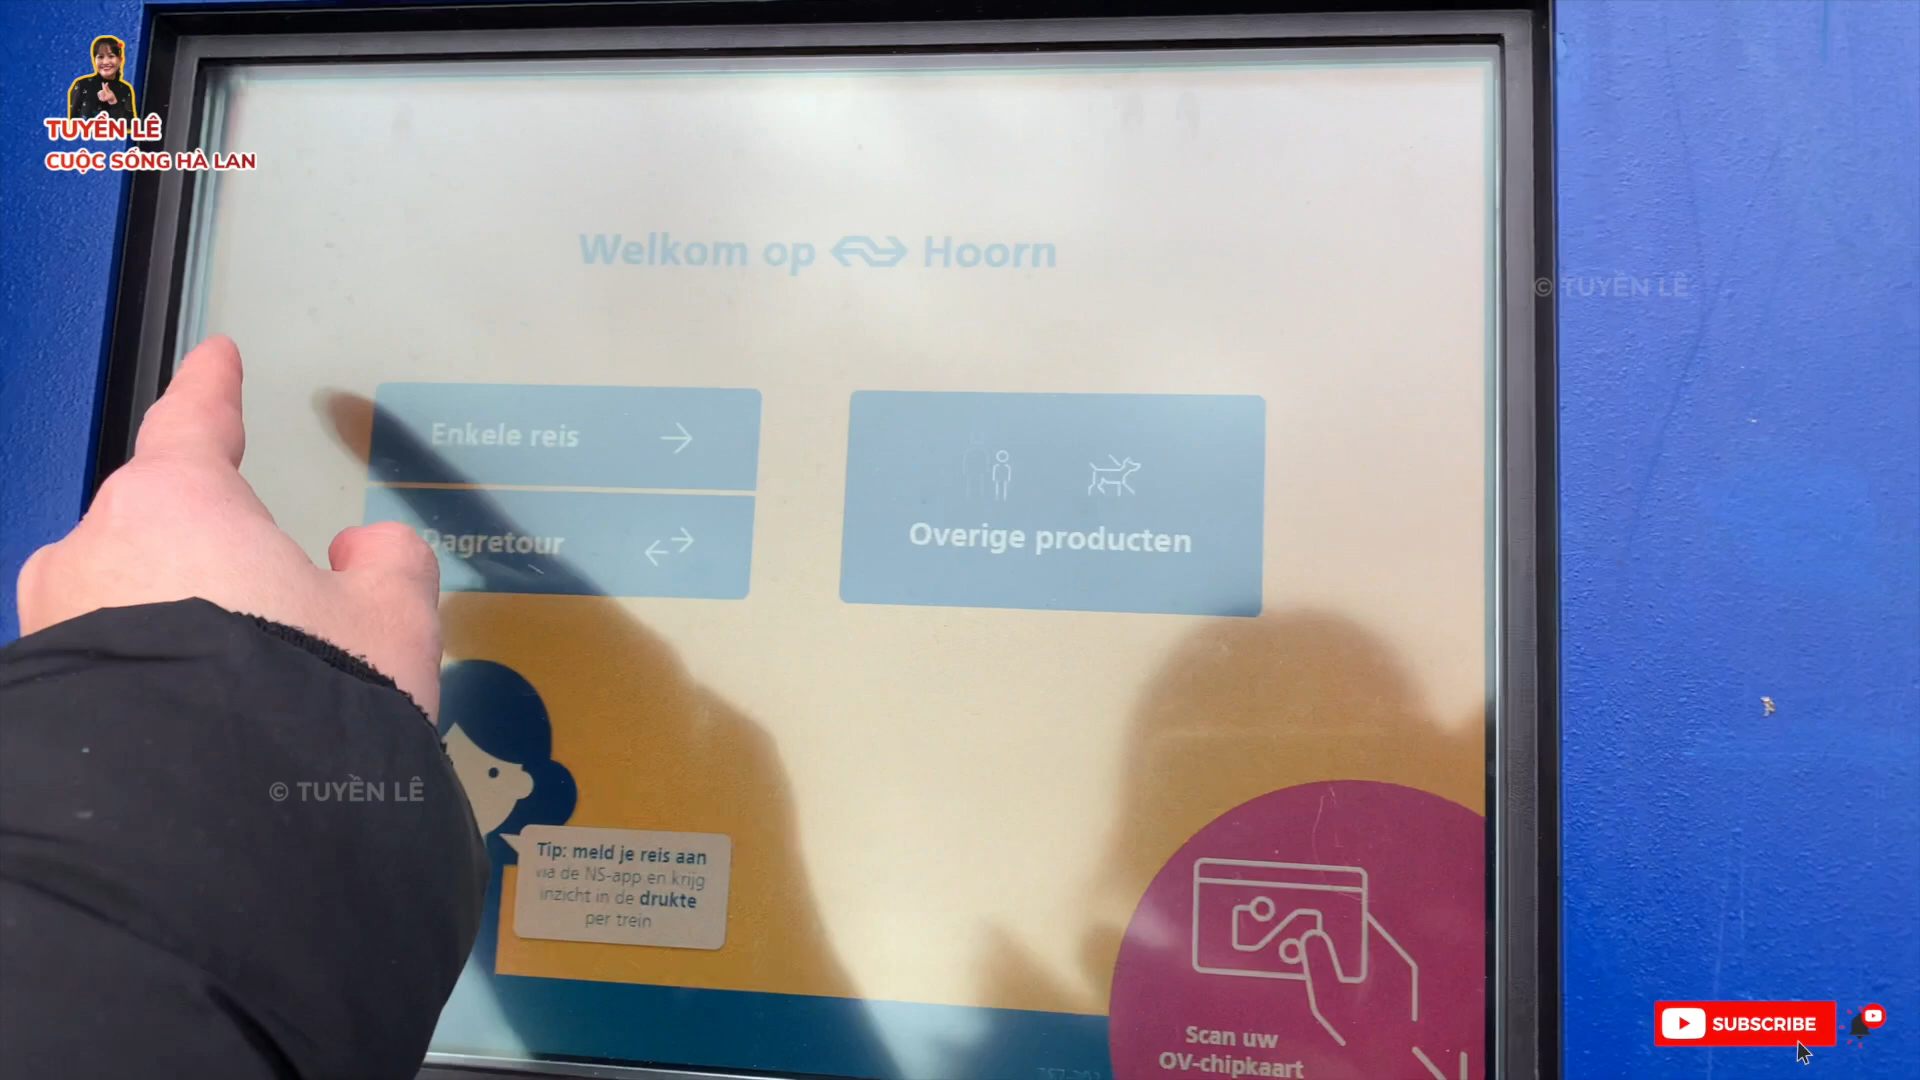 TUYỀN LÊ
CUỘC SỐNG HÀ LAN
Welkom op Hoorn
© TUYỀN LÊ
Enkele reis
Dagretour
Overige producten
© TUYỀN LÊ
Tip: meld je reis aan
via de NS-app en krijg
inzicht in de drukte
per trein
Scan uw
OV-chipkaart
SUBSCRIBE